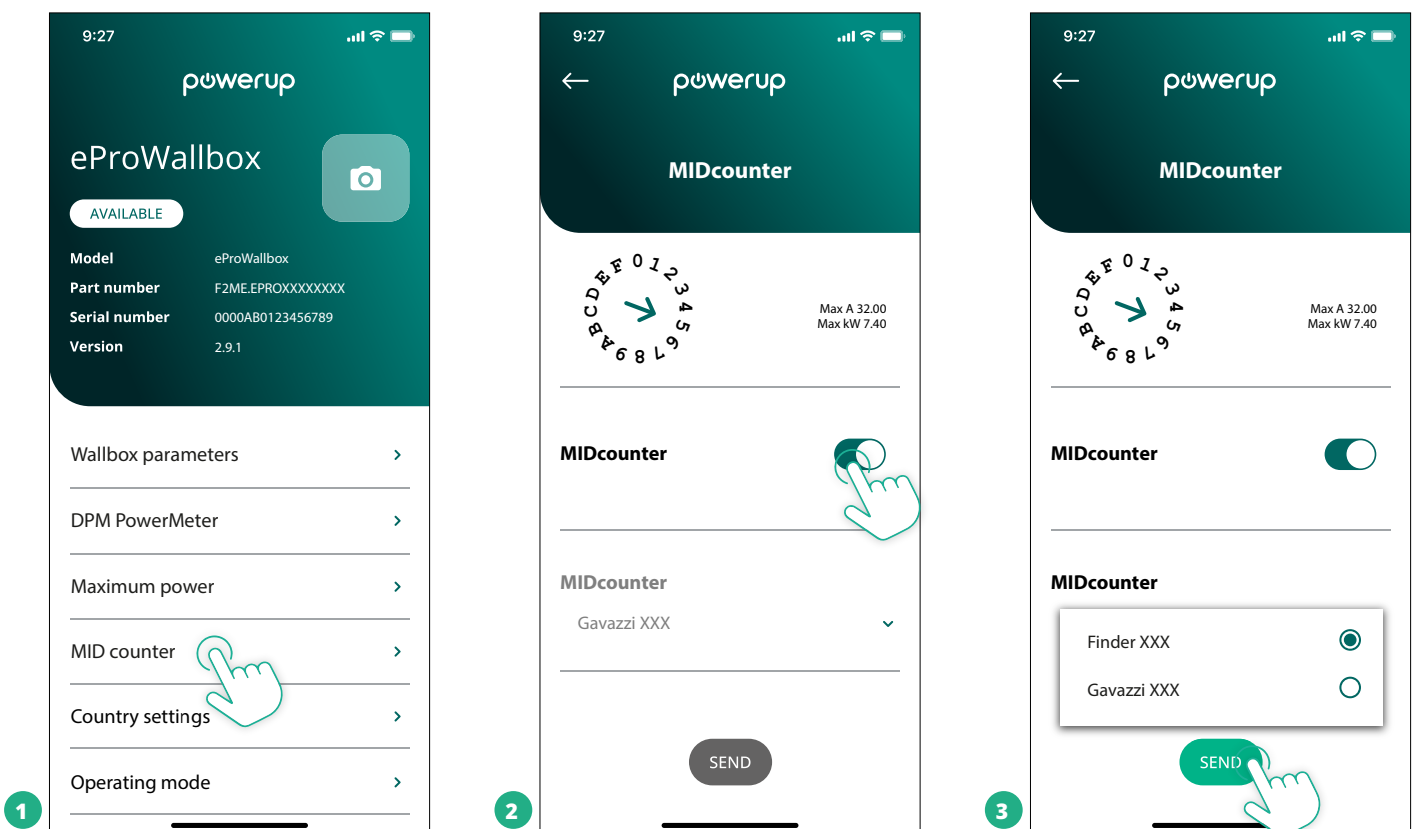 9:27
powerup
eProWallbox
AVAILABLE
Model eProWallbox
Part number F2ME.EPROXXXXXXXX
Serial number 0000AB0123456789
Version 2.9.1
Wallbox parameters
DPM PowerMeter
Maximum power
MID counter
Country settings
Operating mode
1
9:27
powerup
MIDcounter
0 1 2 3 4 5 6 7 8 9 A B C D E F
Max A 32.00
Max kW 7.40
MIDcounter
MIDcounter
Gavazzi XXX
SEND
2
9:27
powerup
MIDcounter
0 1 2 3 4 5 6 7 8 9 A B C D E F
Max A 32.00
Max kW 7.40
MIDcounter
MIDcounter
Finder XXX
Gavazzi XXX
SEND
3